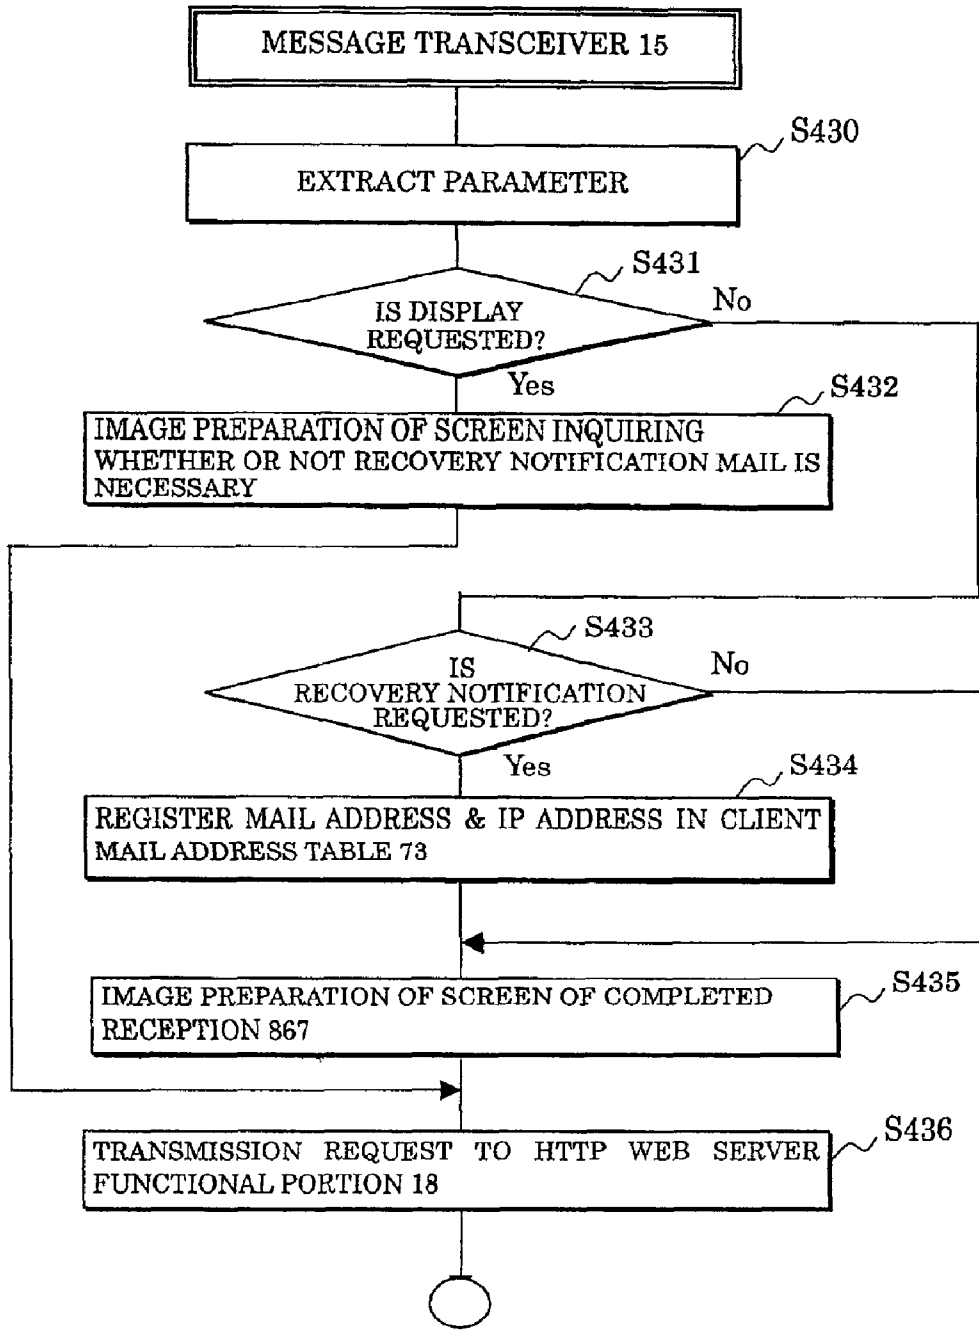 MESSAGE TRANSCEIVER 15
S430
EXTRACT PARAMETER
S431
No
IS DISPLAY
REQUESTED?
Yes
S432
IMAGE PREPARATION OF SCREEN INQUIRING
WHETHER OR NOT RECOVERY NOTIFICATION MAIL IS
NECESSARY
S433
No
IS
RECOVERY NOTIFICATION
REQUESTED?
Yes
S434
REGISTER MAIL ADDRESS & IP ADDRESS IN CLIENT
MAIL ADDRESS TABLE 73
S435
IMAGE PREPARATION OF SCREEN OF COMPLETED
RECEPTION 867
S436
TRANSMISSION REQUEST TO HTTP WEB SERVER
FUNCTIONAL PORTION 18